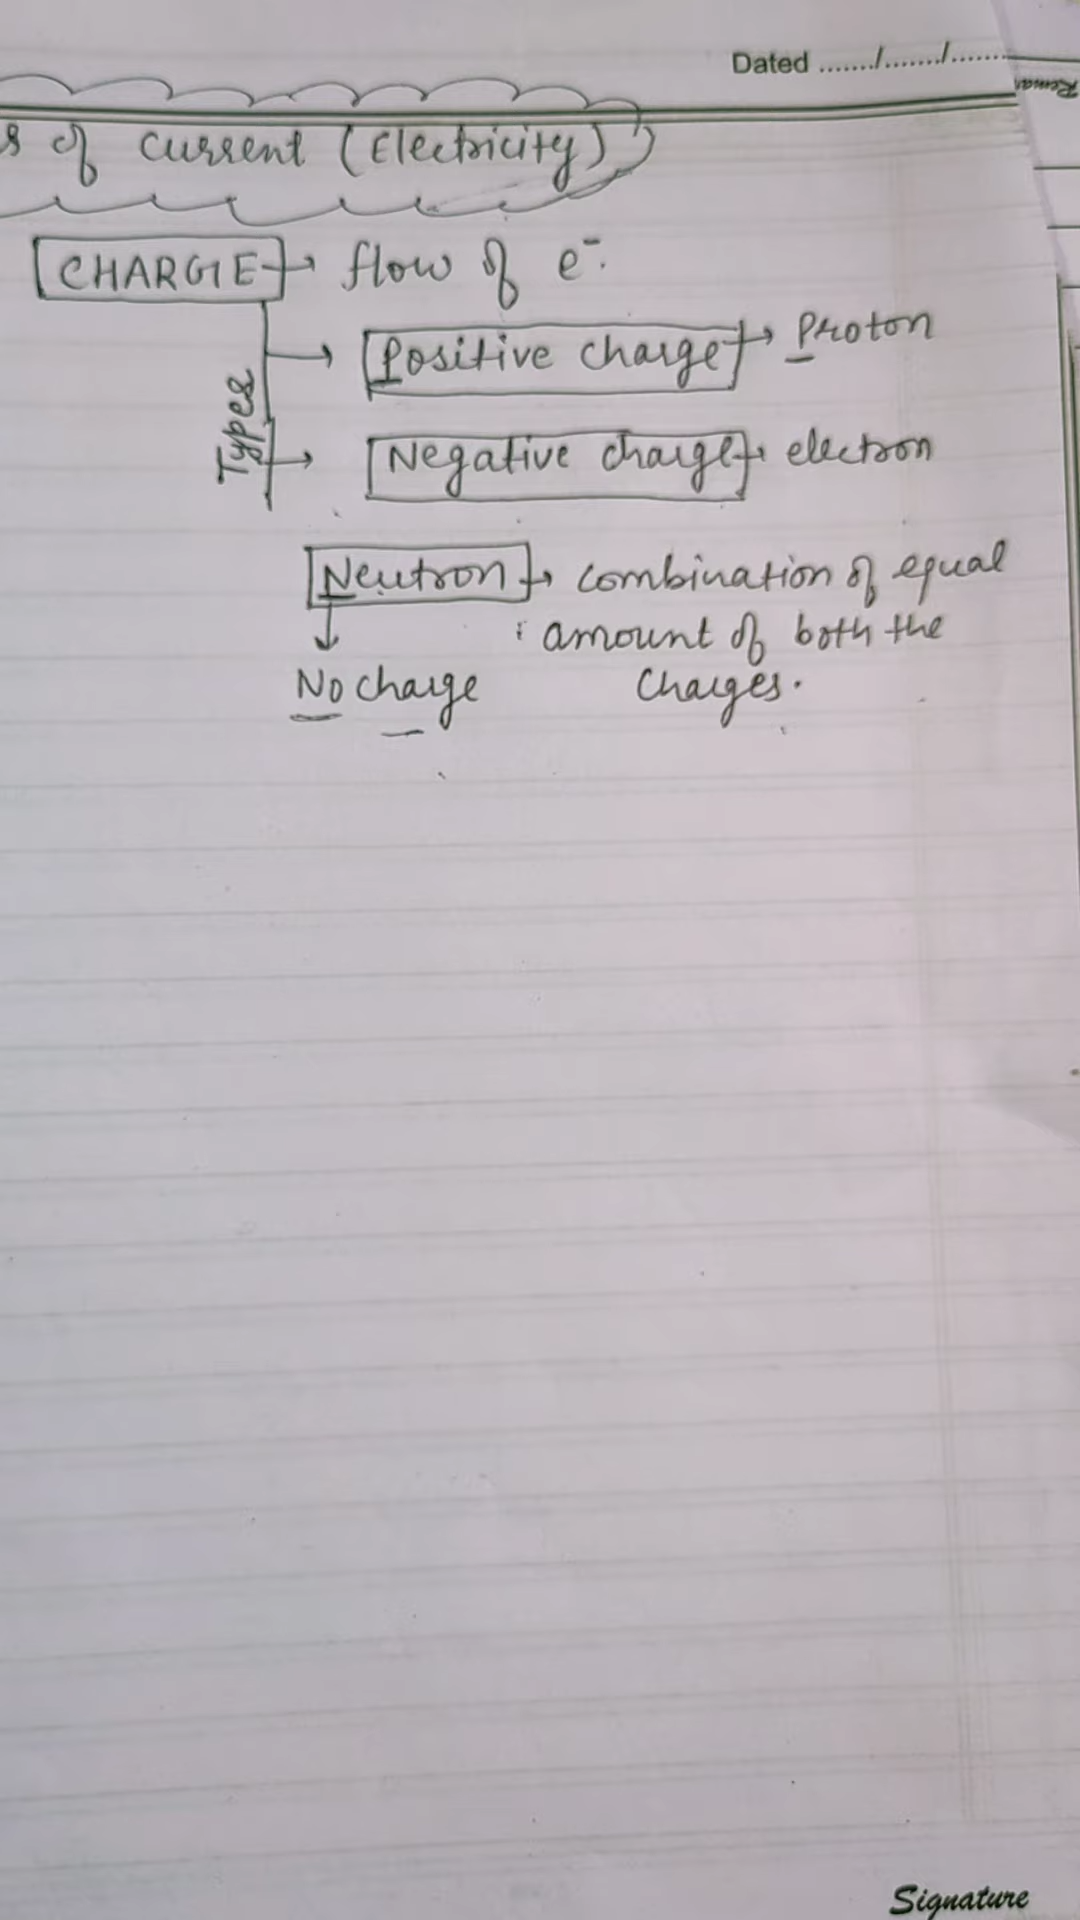 Dated ......./......./.......
s of current (Electricity)
CHARGE → flow of e⁻.
Types
→ Positive charge → Proton
→ Negative charge → electron
Neutron → combination of equal
amount of both the
No charge
Charges.
Signature